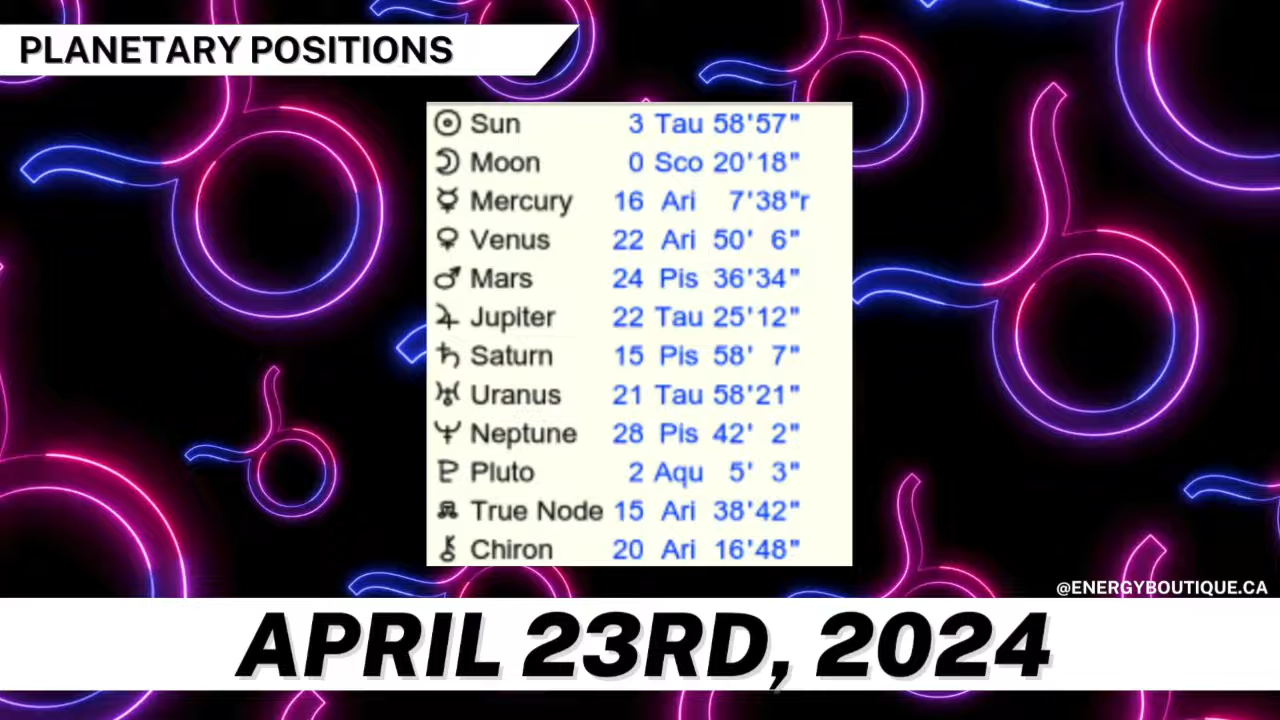 PLANETARY POSITIONS
Sun 3 Tau 58'57"
Moon 0 Sco 20'18"
Mercury 16 Ari 7'38"r
Venus 22 Ari 50' 6"
Mars 24 Pis 36'34"
Jupiter 22 Tau 25'12"
Saturn 15 Pis 58' 7"
Uranus 21 Tau 58'21"
Neptune 28 Pis 42' 2"
Pluto 2 Aqu 5' 3"
True Node 15 Ari 38'42"
Chiron 20 Ari 16'48"
@ENERGYBOUTIQUE.CA
APRIL 23RD, 2024